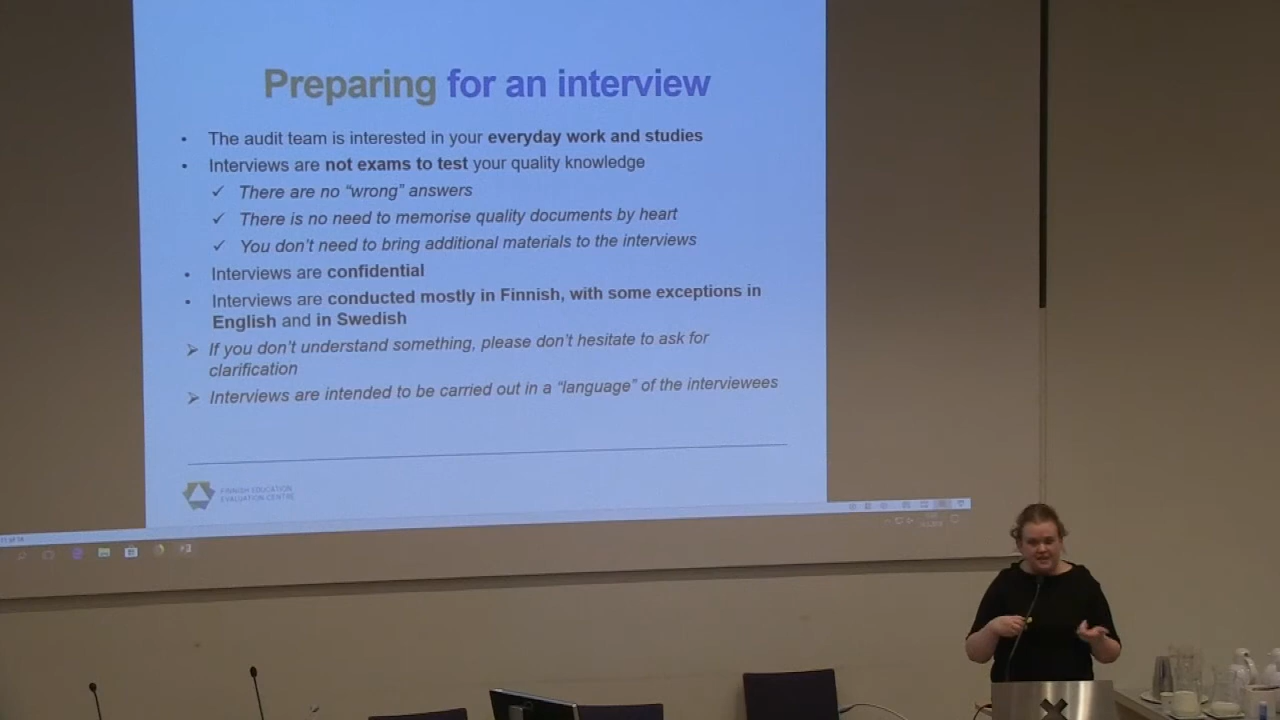 Preparing for an interview
• The audit team is interested in your everyday work and studies
• Interviews are not exams to test your quality knowledge
✓ There are no “wrong” answers
✓ There is no need to memorise quality documents by heart
✓ You don’t need to bring additional materials to the interviews
• Interviews are confidential
• Interviews are conducted mostly in Finnish, with some exceptions in
English and in Swedish
➢ If you don’t understand something, please don’t hesitate to ask for
clarification
➢ Interviews are intended to be carried out in a “language” of the interviewees
FINNISH EDUCATION
EVALUATION CENTRE